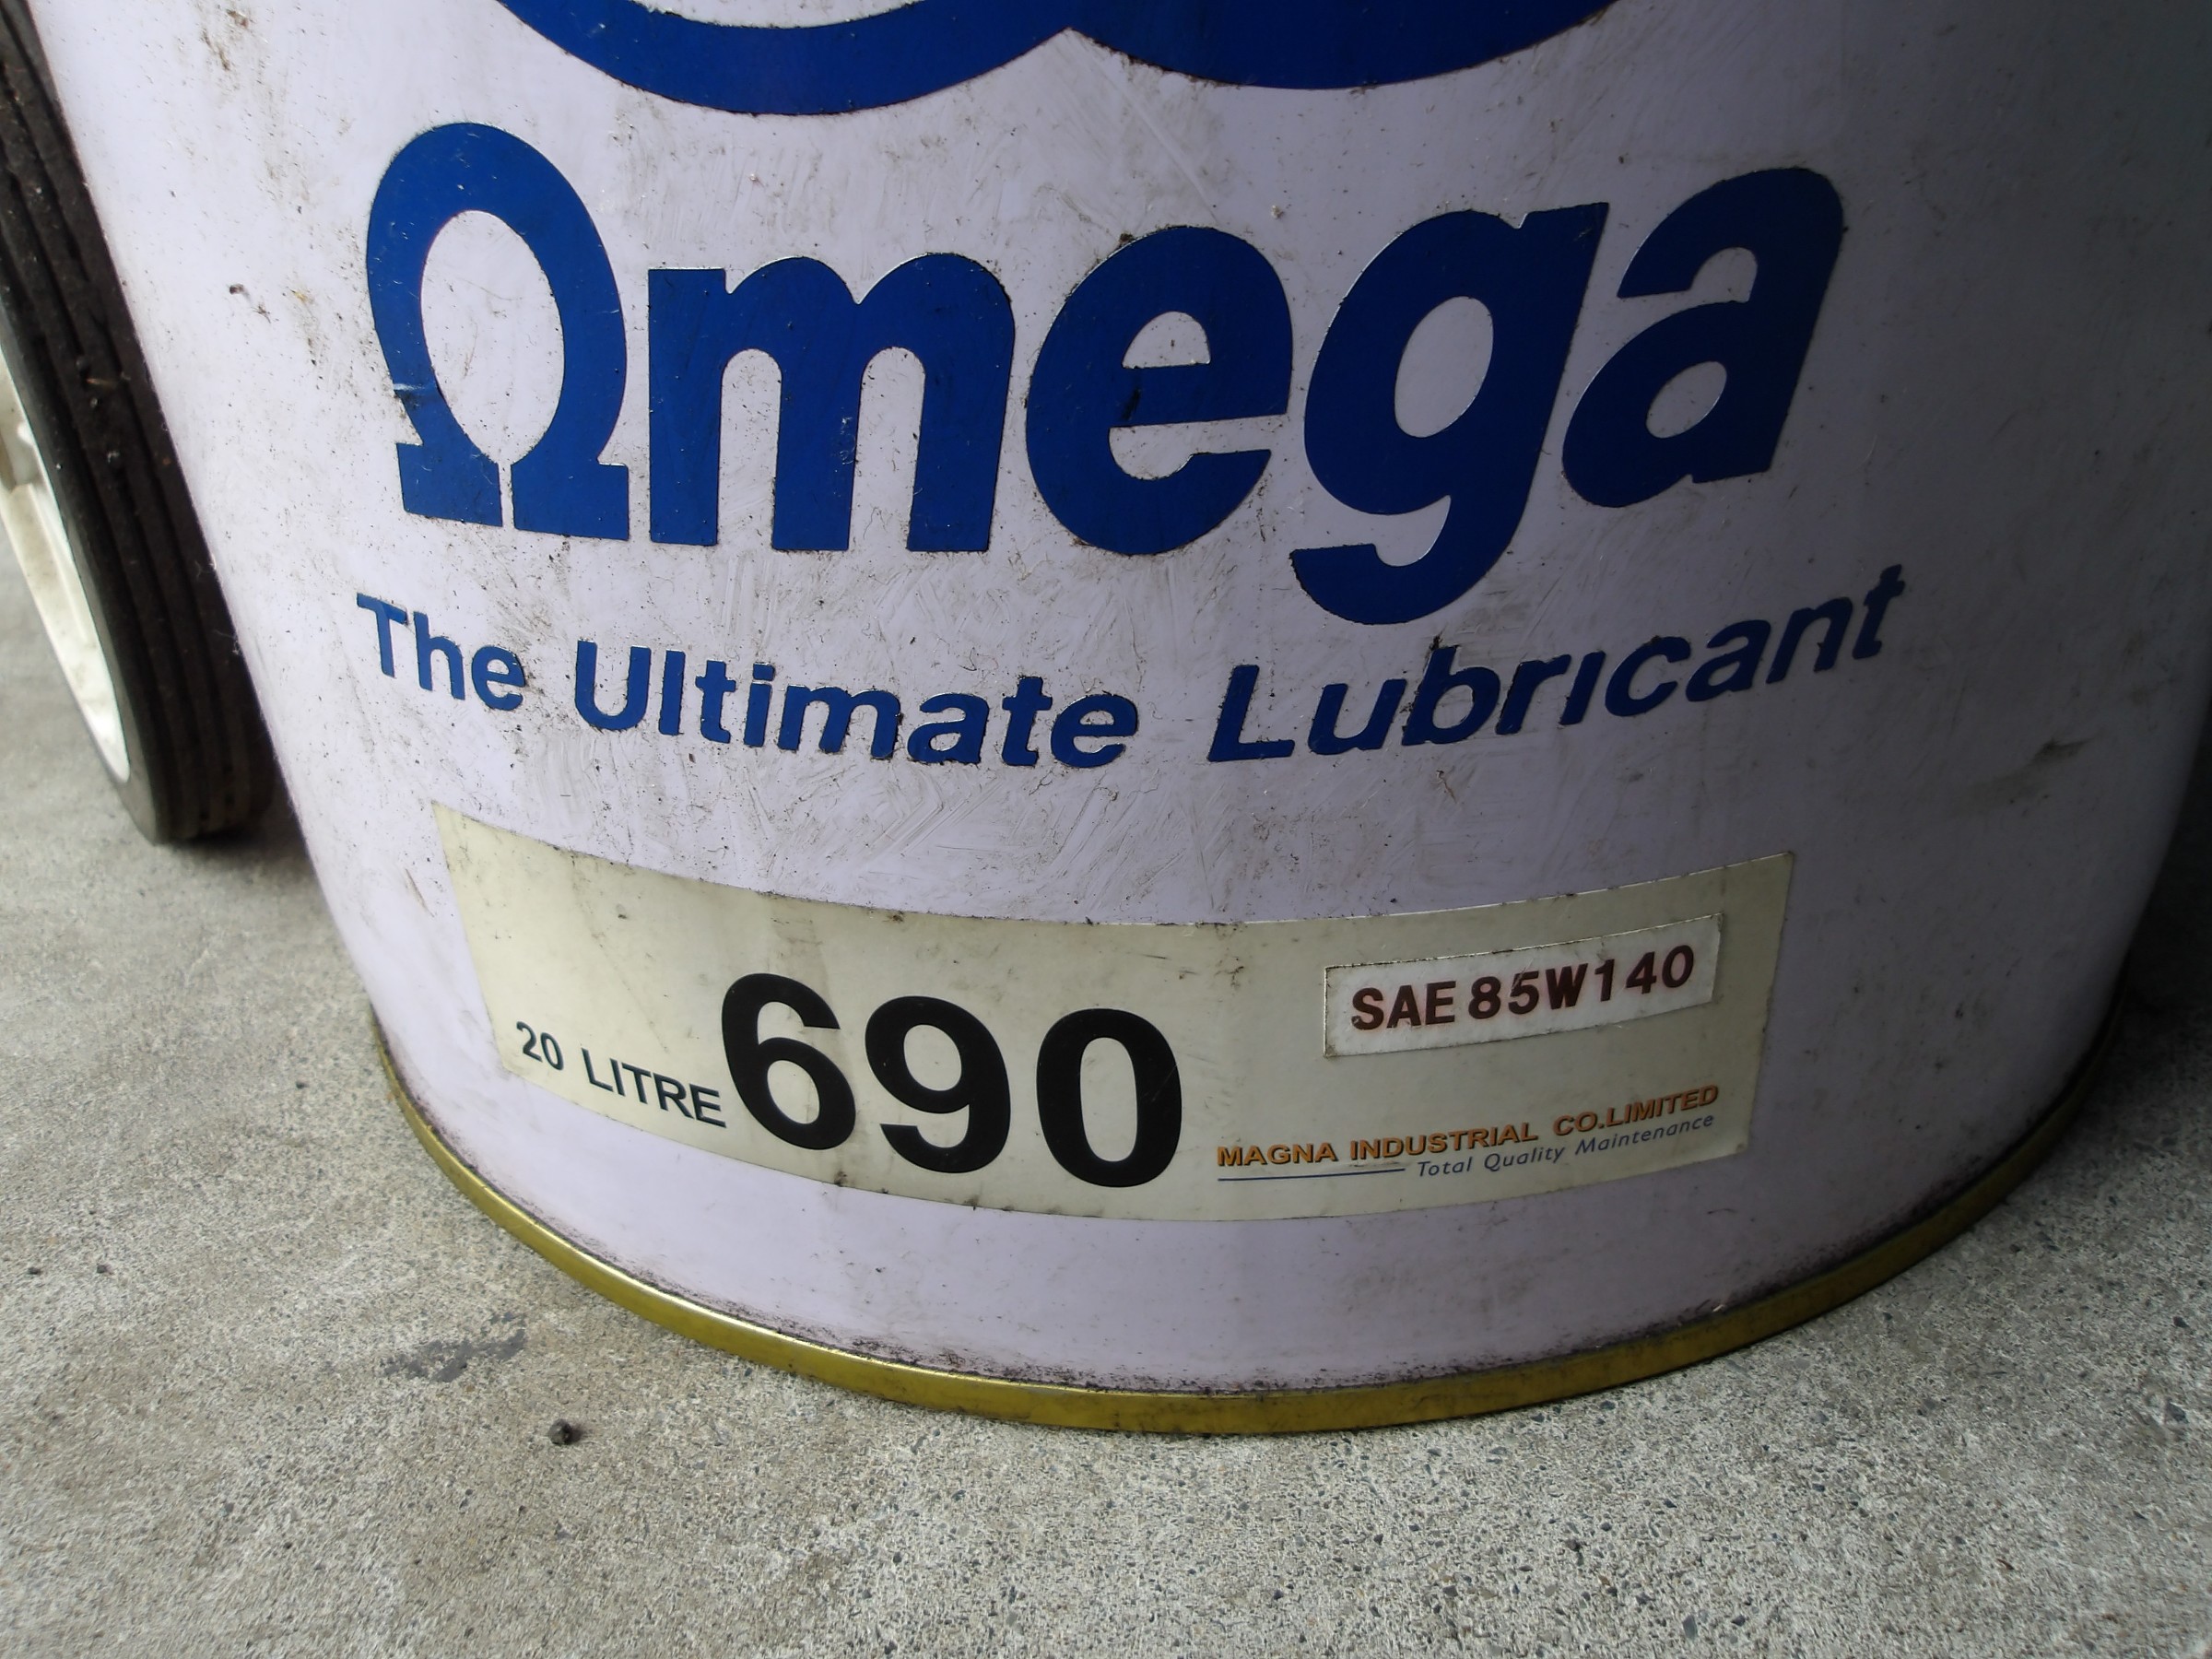 Ωmega
The Ultimate Lubricant
SAE 85W140
20 LITRE 690
MAGNA INDUSTRIAL CO.LIMITED
Total Quality Maintenance